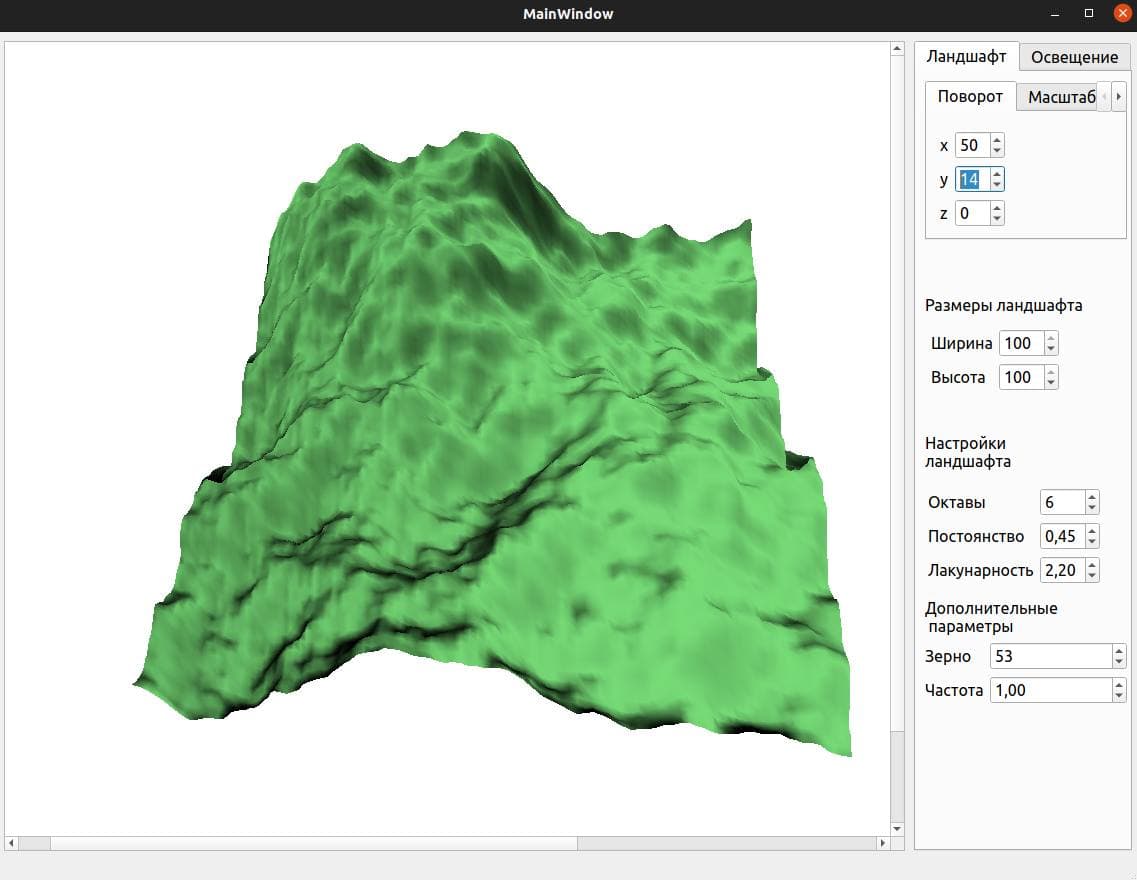 MainWindow
Ландшафт Освещение
Поворот Масштаб
x 50
y 14
z 0
Размеры ландшафта
Ширина 100
Высота 100
Настройки
ландшафта
Октавы 6
Постоянство 0,45
Лакунарность 2,20
Дополнительные
параметры
Зерно 53
Частота 1,00